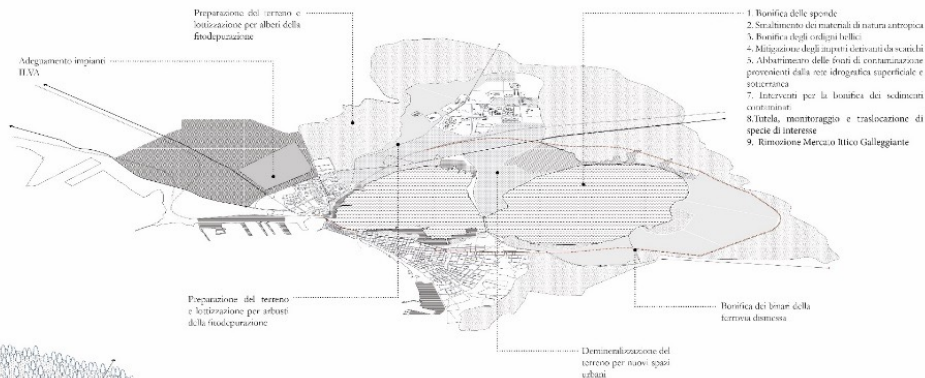 Preparazione del terreno e
lottizzazione per alberi della
fitodepurazione
Adeguamento impianti
ILVA
1. Bonifica delle sponde
2. Smaltimento dei materiali di natura antropica
3. Bonifica degli ordigni bellici
4. Mitigazione degli impatti derivanti da scarichi
5. Abbattimento delle fonti di contaminazione
provenienti dalla rete idrografica superficiale e
sotterranea
7. Interventi per la bonifica dei sedimenti
contaminati
8.Tutela, monitoraggio e traslocazione di
specie di interesse
9. Rimozione Mercato Ittico Galleggiante
Preparazione del terreno
e lottizzazione per arbusti
della fitodepurazione
Bonifica dei binari della
ferrovia dismessa
Demineralizzazione del
terreno per nuovi spazi
urbani